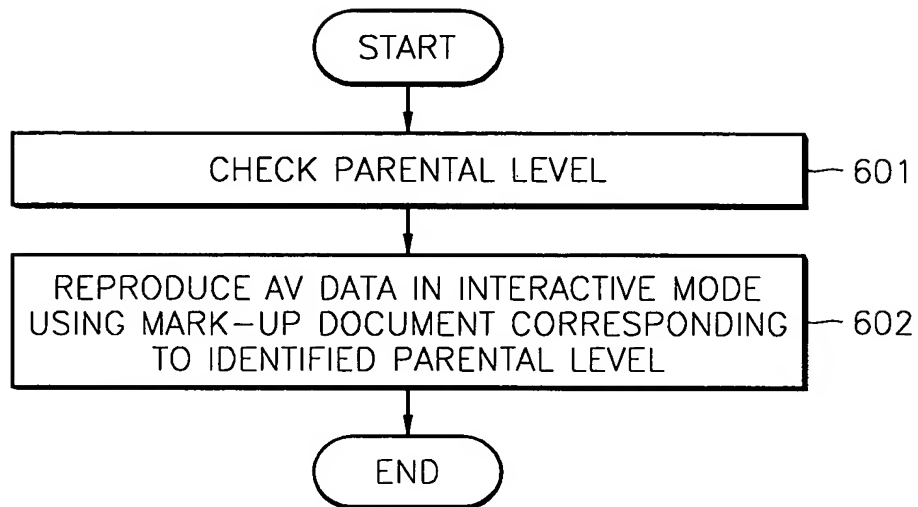 START
CHECK PARENTAL LEVEL
601
REPRODUCE AV DATA IN INTERACTIVE MODE
USING MARK-UP DOCUMENT CORRESPONDING
TO IDENTIFIED PARENTAL LEVEL
602
END